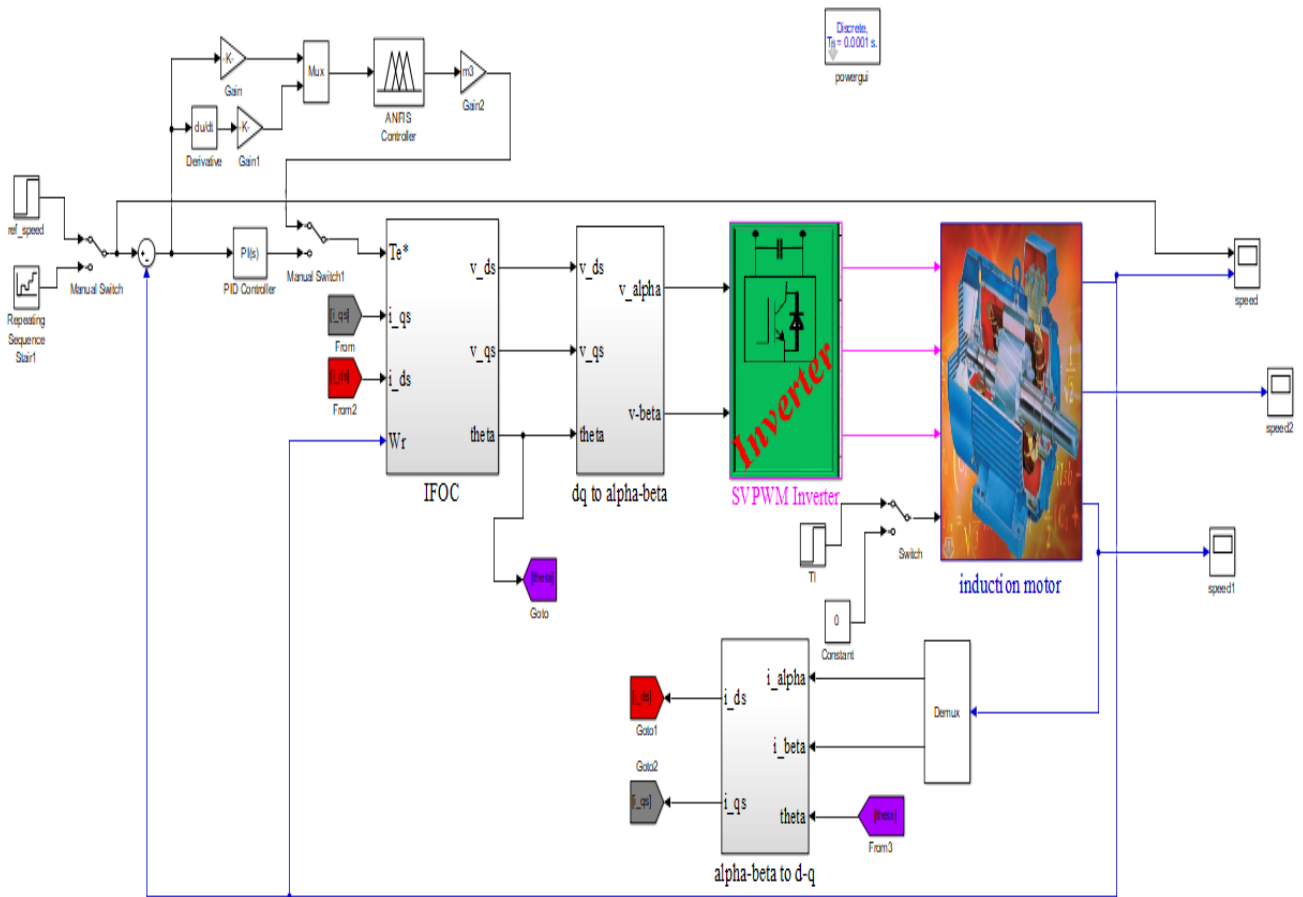 Discrete,
Ts = 0.0001 s.
powergui
-K-
Gain
Mux
ANFIS
Controller
m3
Gain2
du/dt
Derivative
-K-
Gain1
ref_speed
Manual Switch
Repeating
Sequence
Stair1
+
-
PI(s)
PID Controller
Manual Switch1
[i_qs]
From
[i_ds]
From2
Te*
i_qs
i_ds
Wr
v_ds
v_qs
theta
IFOC
v_ds
v_qs
theta
v_alpha
v-beta
dq to alpha-beta
[theta]
Goto
Inverter
SVPWM Inverter
Tl
Switch
0
Constant
induction motor
speed
speed2
speed1
Demux
i_alpha
i_beta
theta
i_ds
i_qs
alpha-beta to d-q
[i_ds]
Goto1
Goto2
[i_qs]
[theta]
From3